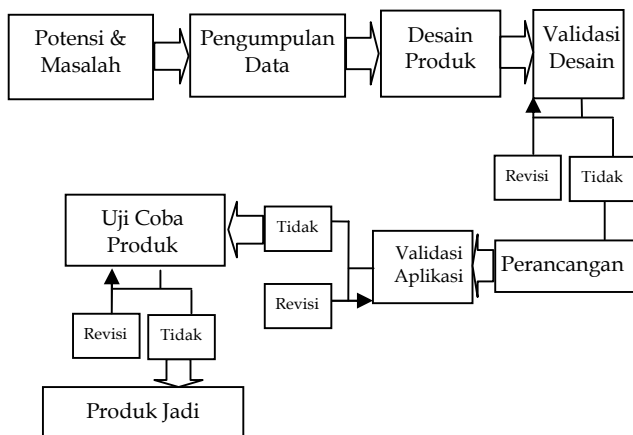 Potensi &
Masalah
Pengumpulan
Data
Desain
Produk
Validasi
Desain
Revisi
Tidak
Perancangan
Validasi
Aplikasi
Tidak
Revisi
Uji Coba
Produk
Revisi
Tidak
Produk Jadi